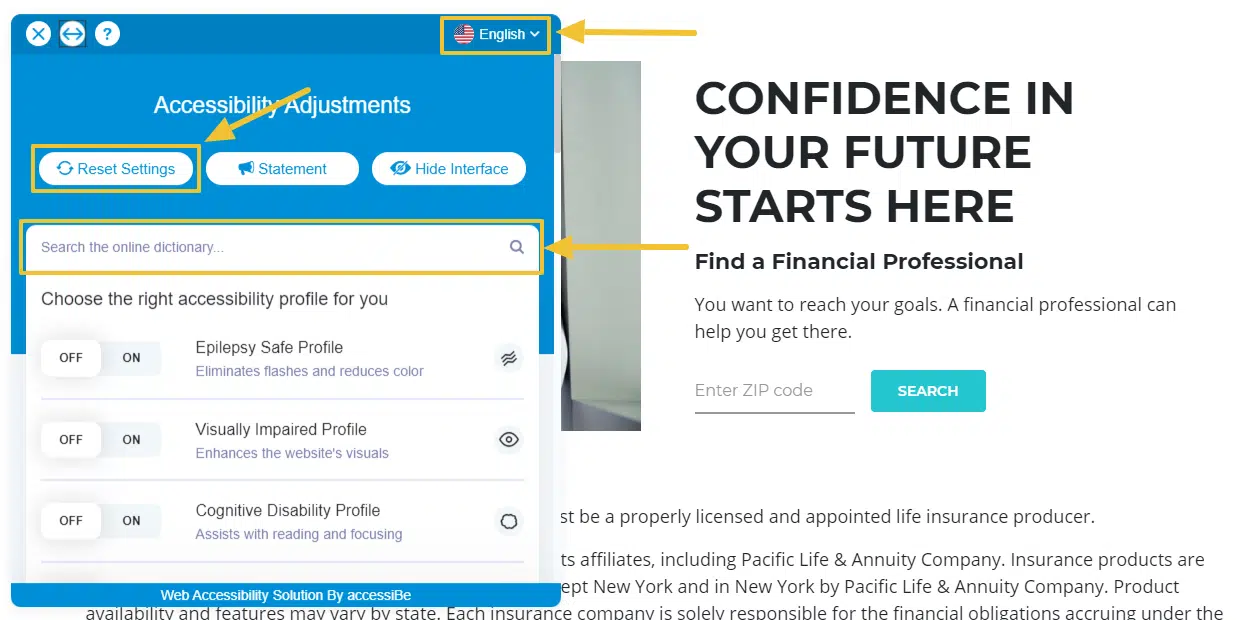 ?
English
Accessibility Adjustments
Reset Settings
Statement
Hide Interface
Search the online dictionary...
Choose the right accessibility profile for you
OFF ON
Epilepsy Safe Profile
Eliminates flashes and reduces color
OFF ON
Visually Impaired Profile
Enhances the website's visuals
OFF ON
Cognitive Disability Profile
Assists with reading and focusing
Web Accessibility Solution By accessiBe
CONFIDENCE IN
YOUR FUTURE
STARTS HERE
Find a Financial Professional
You want to reach your goals. A financial professional can
help you get there.
Enter ZIP code
SEARCH
st be a properly licensed and appointed life insurance producer.
ts affiliates, including Pacific Life & Annuity Company. Insurance products are
ept New York and in New York by Pacific Life & Annuity Company. Product
availability and features may vary by state. Each insurance company is solely responsible for the financial obligations accruing under the